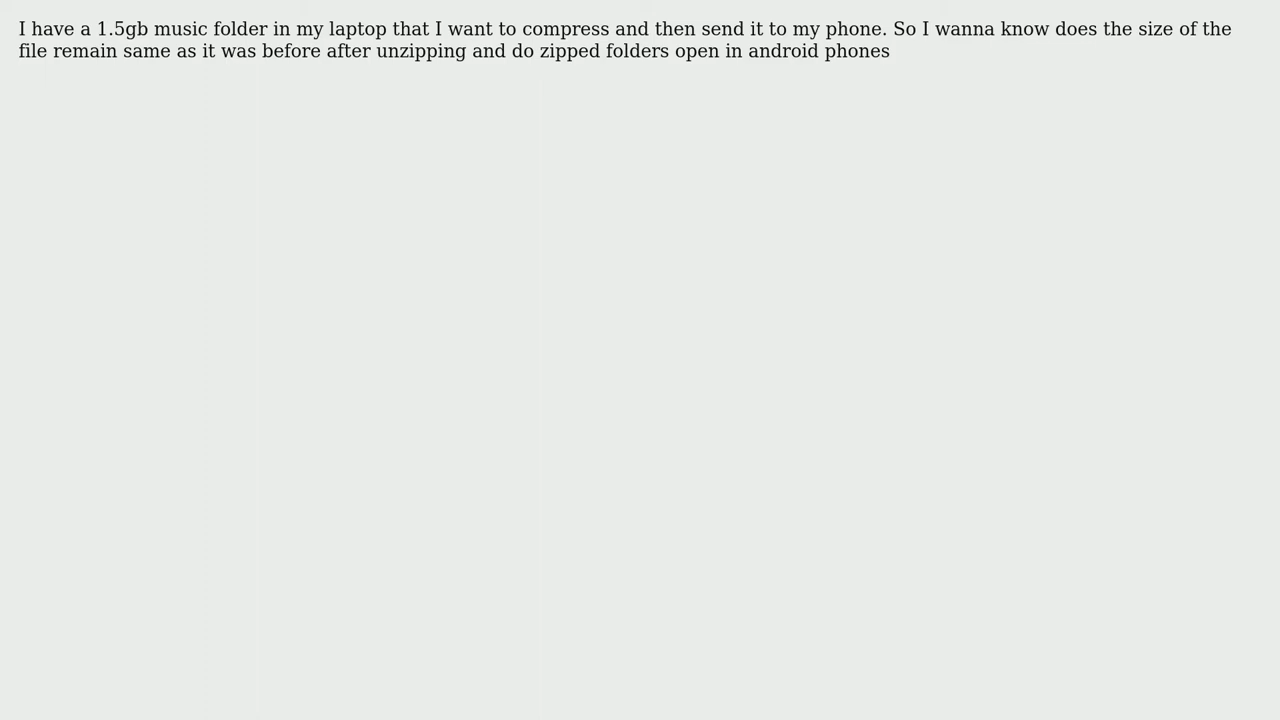 I have a 1.5gb music folder in my laptop that I want to compress and then send it to my phone. So I wanna know does the size of the
file remain same as it was before after unzipping and do zipped folders open in android phones